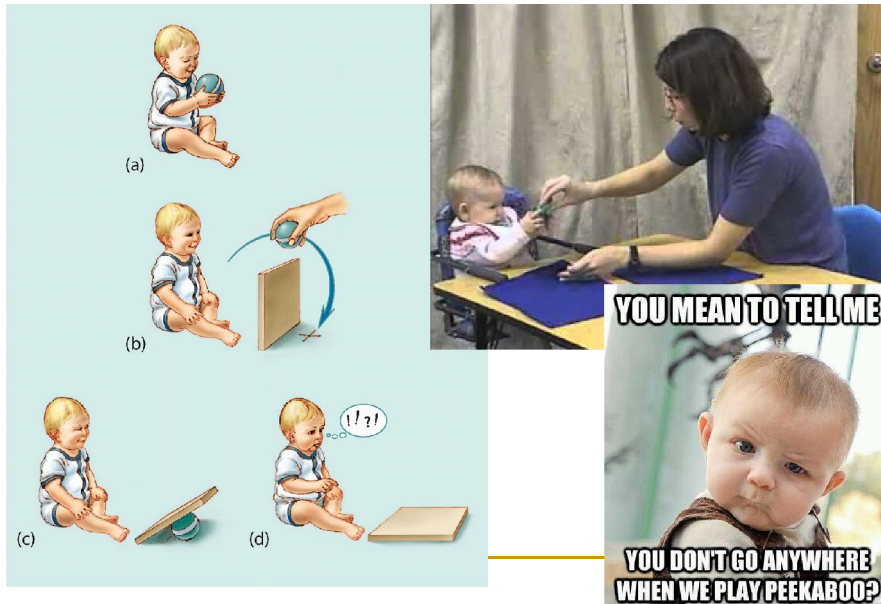 (a)
(b)
! ! ? !
(c)
(d)
YOU MEAN TO TELL ME
YOU DON'T GO ANYWHERE
WHEN WE PLAY PEEKABOO?